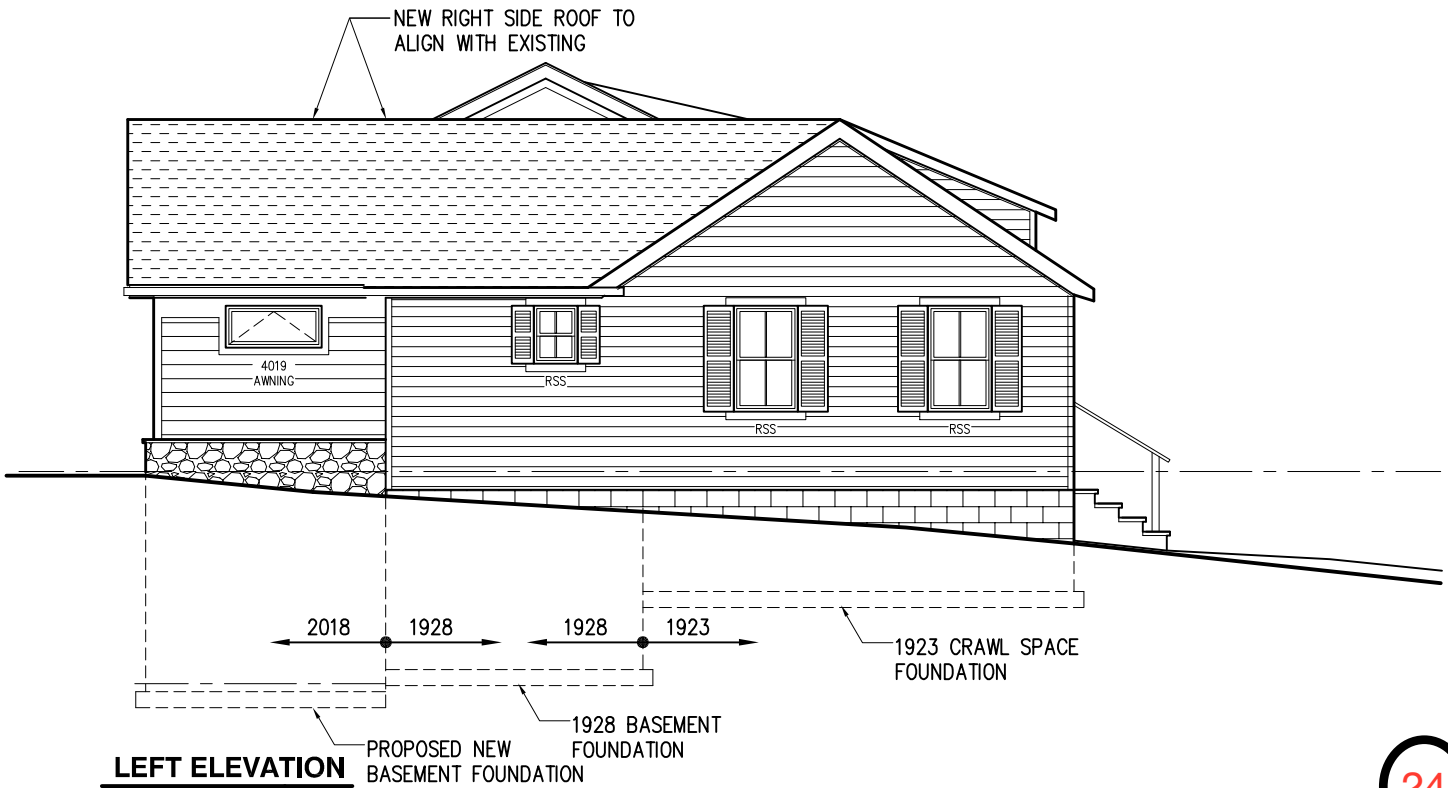 NEW RIGHT SIDE ROOF TO
ALIGN WITH EXISTING
4019
AWNING
RSS
RSS
RSS
2018
1928
1928
1923
1923 CRAWL SPACE
FOUNDATION
1928 BASEMENT
FOUNDATION
PROPOSED NEW
BASEMENT FOUNDATION
LEFT ELEVATION
24